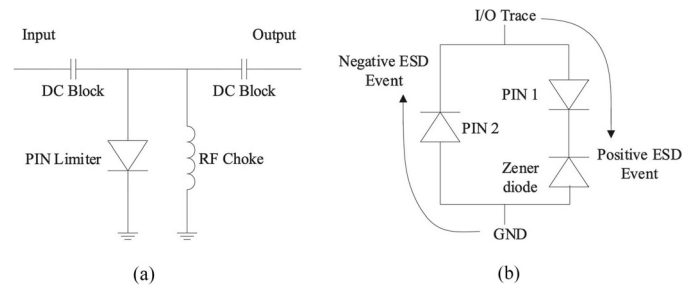 Input
Output
DC Block
DC Block
PIN Limiter
RF Choke
(a)
I/O Trace
Negative ESD
Event
PIN 1
PIN 2
Zener
diode
Positive ESD
Event
GND
(b)